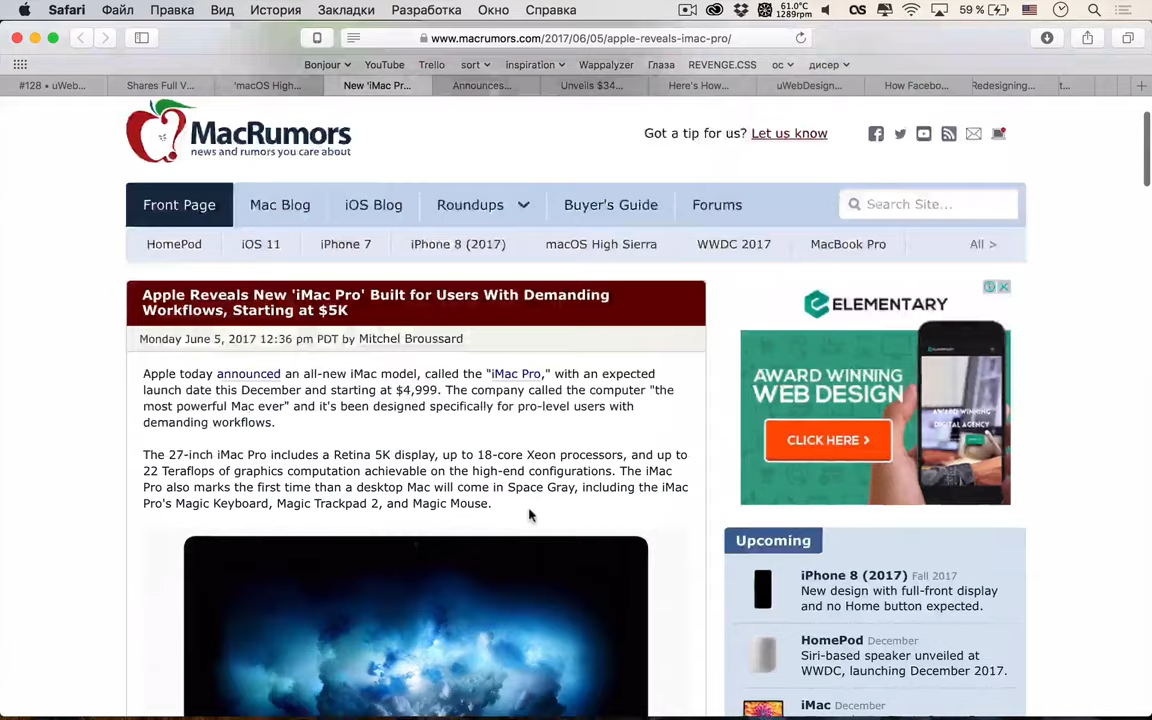 Safari Файл Правка Вид История Закладки Разработка Окно Справка 61.0°C 1289rpm OS 59 %
www.macrumors.com/2017/06/05/apple-reveals-imac-pro/
Bonjour YouTube Trello sort inspiration Wappalyzer Глаза REVENGE.CSS ос дисер
#128 • uWeb... Shares Full V... 'macOS High... New 'iMac Pr... Announces... Unveils $34... Here's How... uWebDesign... How Facebo... Redesigning... t...
MacRumors
news and rumors you care about
Got a tip for us? Let us know
Front Page Mac Blog iOS Blog Roundups Buyer's Guide Forums Search Site...
HomePod iOS 11 iPhone 7 iPhone 8 (2017) macOS High Sierra WWDC 2017 MacBook Pro All >
Apple Reveals New 'iMac Pro' Built for Users With Demanding
Workflows, Starting at $5K
Monday June 5, 2017 12:36 pm PDT by Mitchel Broussard
Apple today announced an all-new iMac model, called the "iMac Pro," with an expected
launch date this December and starting at $4,999. The company called the computer "the
most powerful Mac ever" and it's been designed specifically for pro-level users with
demanding workflows.
The 27-inch iMac Pro includes a Retina 5K display, up to 18-core Xeon processors, and up to
22 Teraflops of graphics computation achievable on the high-end configurations. The iMac
Pro also marks the first time than a desktop Mac will come in Space Gray, including the iMac
Pro's Magic Keyboard, Magic Trackpad 2, and Magic Mouse.
ELEMENTARY
AWARD WINNING
WEB DESIGN
CLICK HERE >
AWARD WINNING
DIGITAL AGENCY
Upcoming
iPhone 8 (2017) Fall 2017
New design with full-front display
and no Home button expected.
HomePod December
Siri-based speaker unveiled at
WWDC, launching December 2017.
iMac December